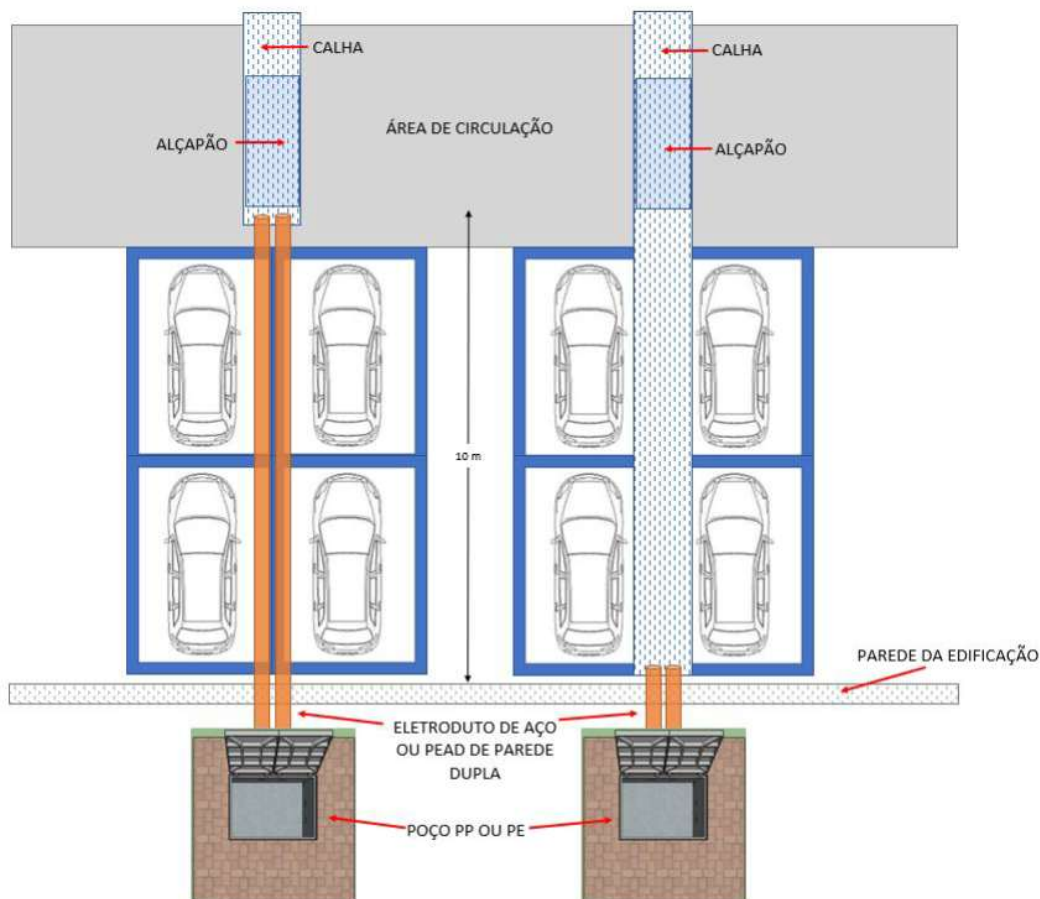 CALHA
CALHA
ÁREA DE CIRCULAÇÃO
ALÇAPÃO
ALÇAPÃO
10 m
PAREDE DA EDIFICAÇÃO
ELETRODUTO DE AÇO
OU PEAD DE PAREDE
DUPLA
POÇO PP OU PE